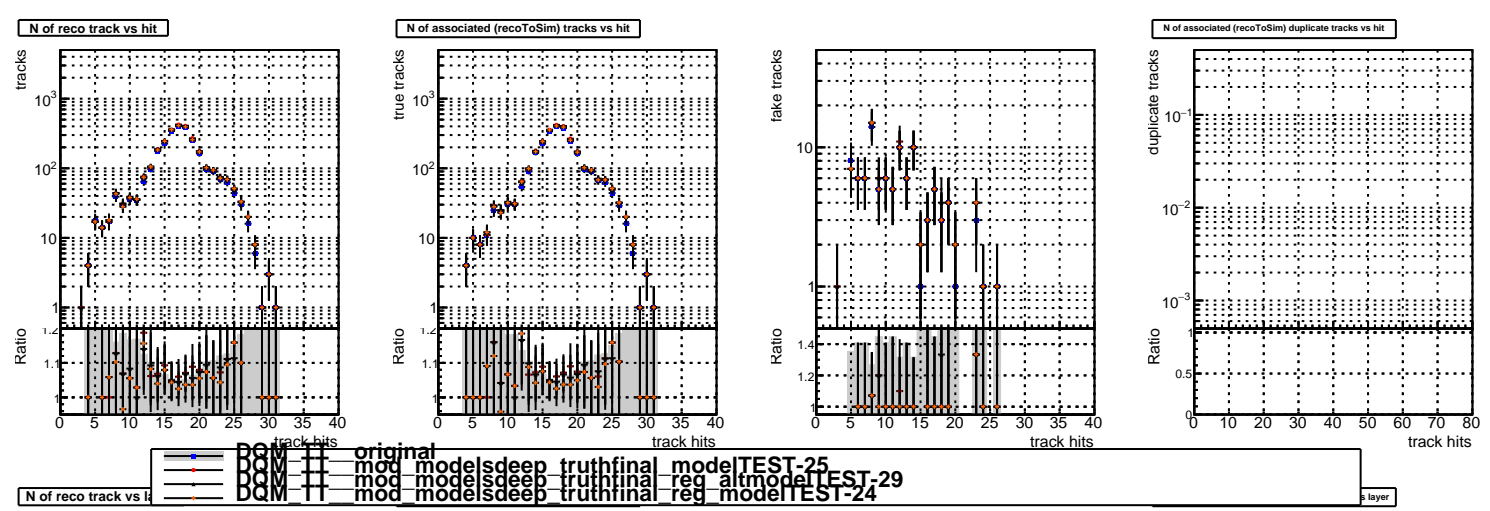 N of reco track vs hit
N of associated (recoToSim) tracks vs hit
N of associated (recoToSim) duplicate tracks vs hit
tracks
10³
10²
10
1
Ratio
1.2
1.1
1
0 5 10 15 20 25 30 35 40
track hits
true tracks
10³
10²
10
1
Ratio
1.2
1.1
1
0 5 10 15 20 25 30 35 40
track hits
fake tracks
10
1
Ratio
1.4
1.2
1
0 5 10 15 20 25 30 35 40
track hits
duplicate tracks
10⁻¹
10⁻²
10⁻³
Ratio
1
0.5
0
0 10 20 30 40 50 60 70 80
track hits
DQM_TT__original
DQM_TT__mod_modelsdeep_truthfinal_modelTEST-25
DQM_TT__mod_modelsdeep_truthfinal_reg_altmodelTEST-29
DQM_TT__mod_modelsdeep_truthfinal_reg_modelTEST-24
N of reco track vs la
s layer